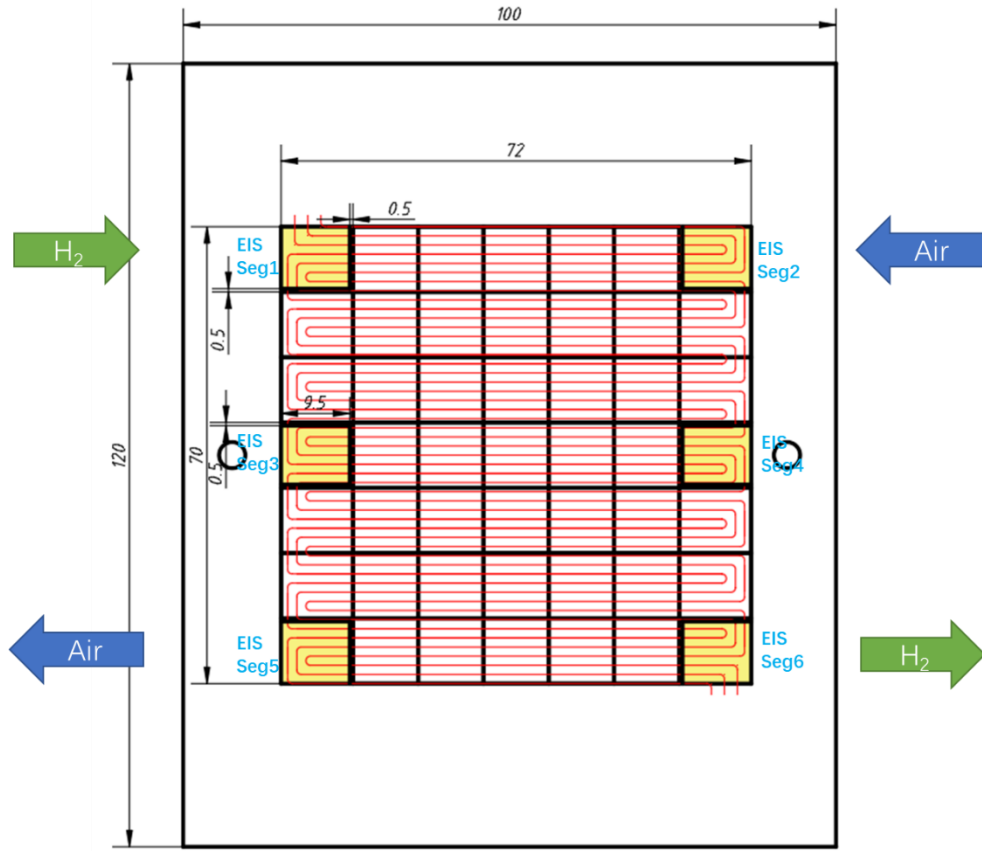 100
72
0.5
EIS
Seg1
EIS
Seg2
H₂
Air
0.5
9.5
120
70
0.5
EIS
Seg3
EIS
Seg4
EIS
Seg5
EIS
Seg6
Air
H₂